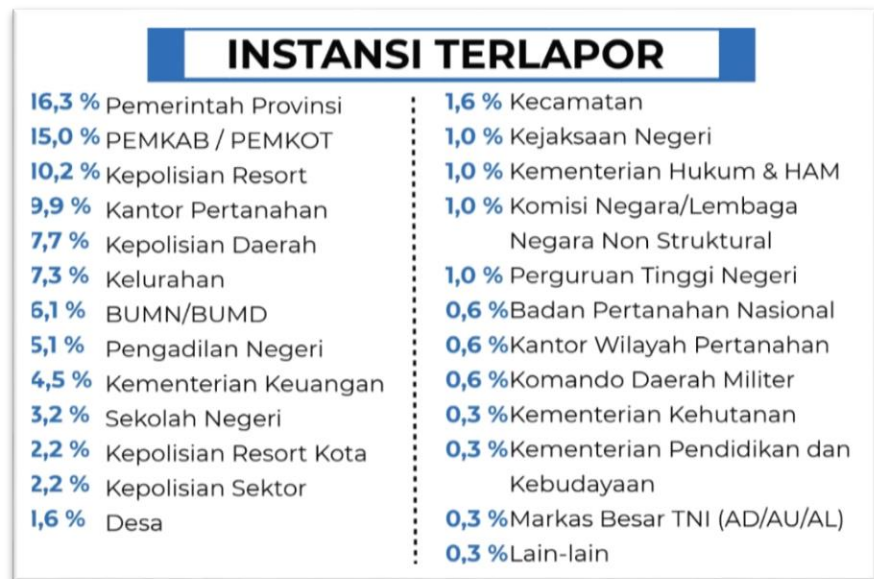 INSTANSI TERLAPOR
16,3 % Pemerintah Provinsi
15,0 % PEMKAB / PEMKOT
10,2 % Kepolisian Resort
9,9 % Kantor Pertanahan
7,7 % Kepolisian Daerah
7,3 % Kelurahan
6,1 % BUMN/BUMD
5,1 % Pengadilan Negeri
4,5 % Kementerian Keuangan
3,2 % Sekolah Negeri
2,2 % Kepolisian Resort Kota
2,2 % Kepolisian Sektor
1,6 % Desa
1,6 % Kecamatan
1,0 % Kejaksaan Negeri
1,0 % Kementerian Hukum & HAM
1,0 % Komisi Negara/Lembaga
Negara Non Struktural
1,0 % Perguruan Tinggi Negeri
0,6 %Badan Pertanahan Nasional
0,6 %Kantor Wilayah Pertanahan
0,6 %Komando Daerah Militer
0,3 %Kementerian Kehutanan
0,3 %Kementerian Pendidikan dan
Kebudayaan
0,3 %Markas Besar TNI (AD/AU/AL)
0,3 %Lain-lain